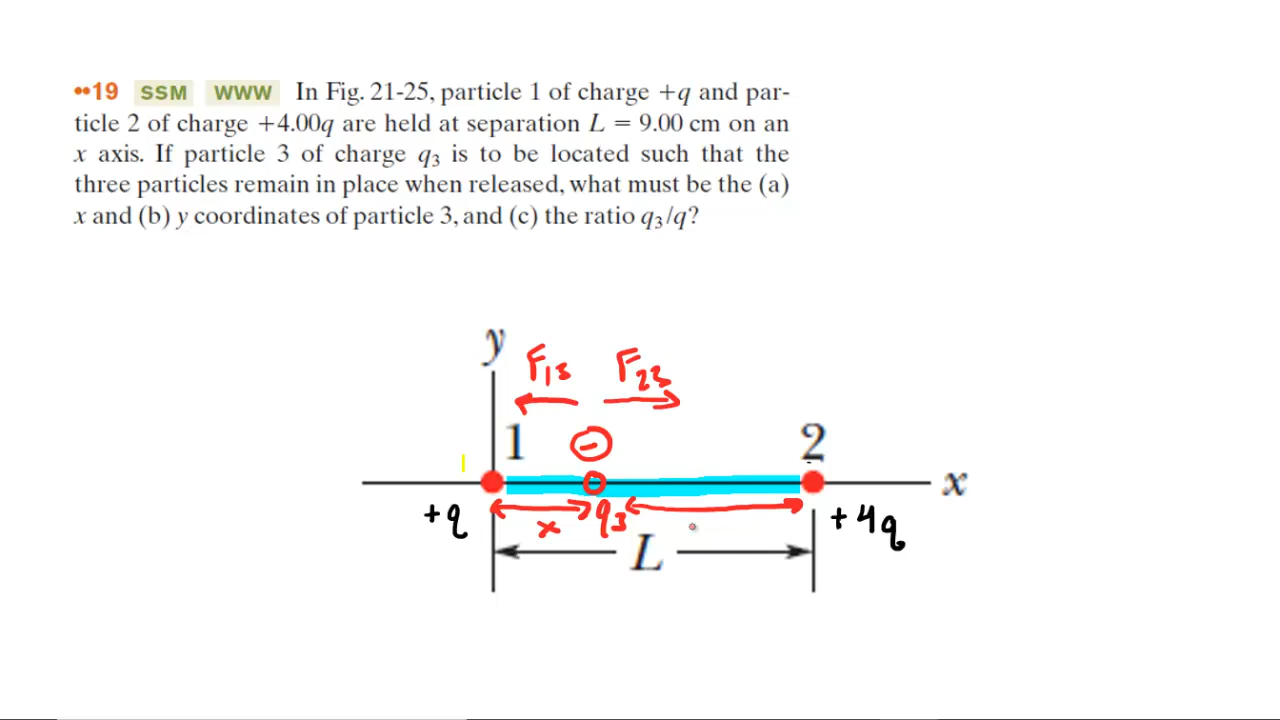 ••19 SSM WWW In Fig. 21-25, particle 1 of charge +q and par-
ticle 2 of charge +4.00q are held at separation L = 9.00 cm on an
x axis. If particle 3 of charge q₃ is to be located such that the
three particles remain in place when released, what must be the (a)
x and (b) y coordinates of particle 3, and (c) the ratio q₃/q?
y
F₁₃ F₂₃
1 − 2
x
+q x q₃ +4q
L